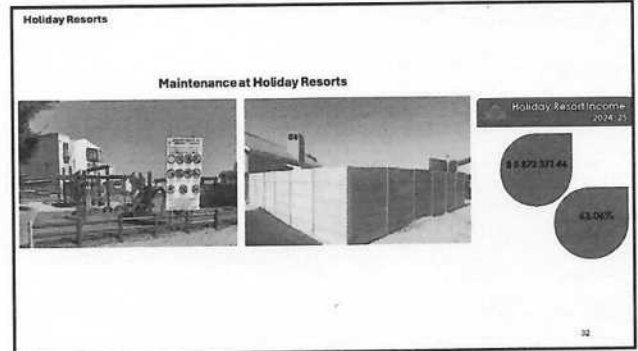 Holiday Resorts
Maintenance at Holiday Resorts
Holiday Resort Income
2024/25
63.06%
32